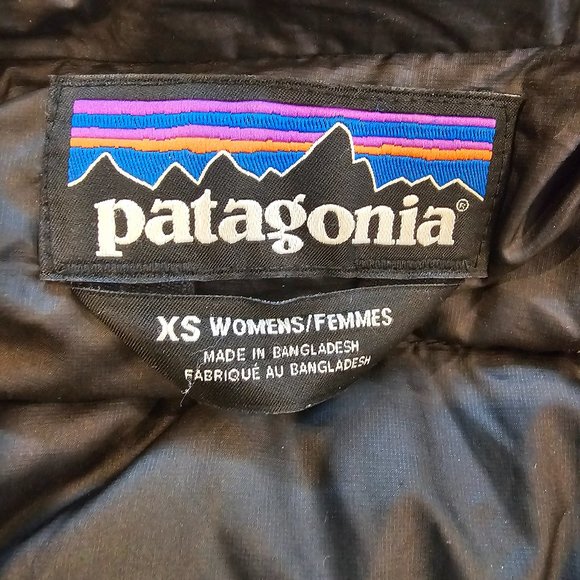 patagonia®
XS WOMENS/FEMMES
MADE IN BANGLADESH
FABRIQUÉ AU BANGLADESH